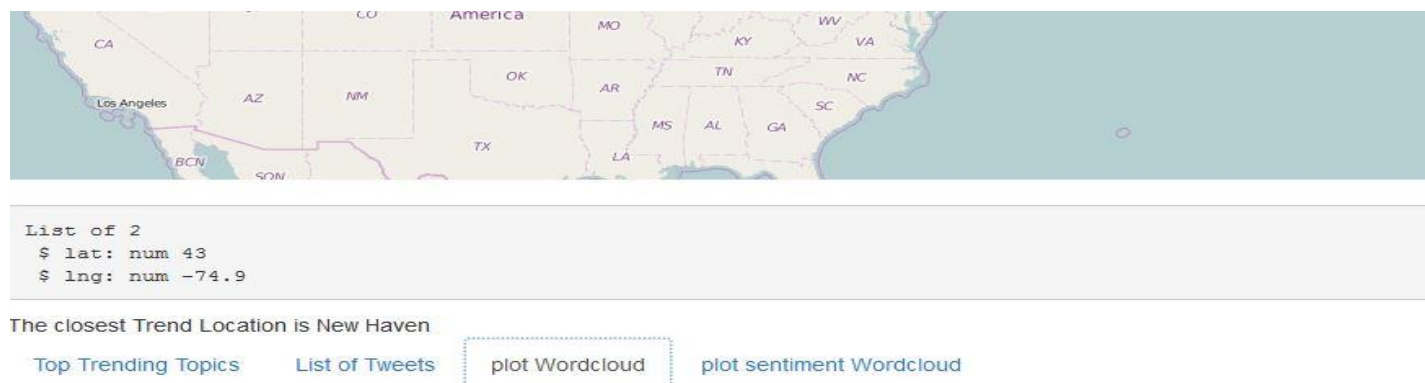 CO America MO WV
CA KY VA
OK TN NC
Los Angeles AZ NM AR SC
MS AL GA
TX LA
BCN
SON
List of 2
$ lat: num 43
$ lng: num -74.9
The closest Trend Location is New Haven
Top Trending Topics List of Tweets plot Wordcloud plot sentiment Wordcloud